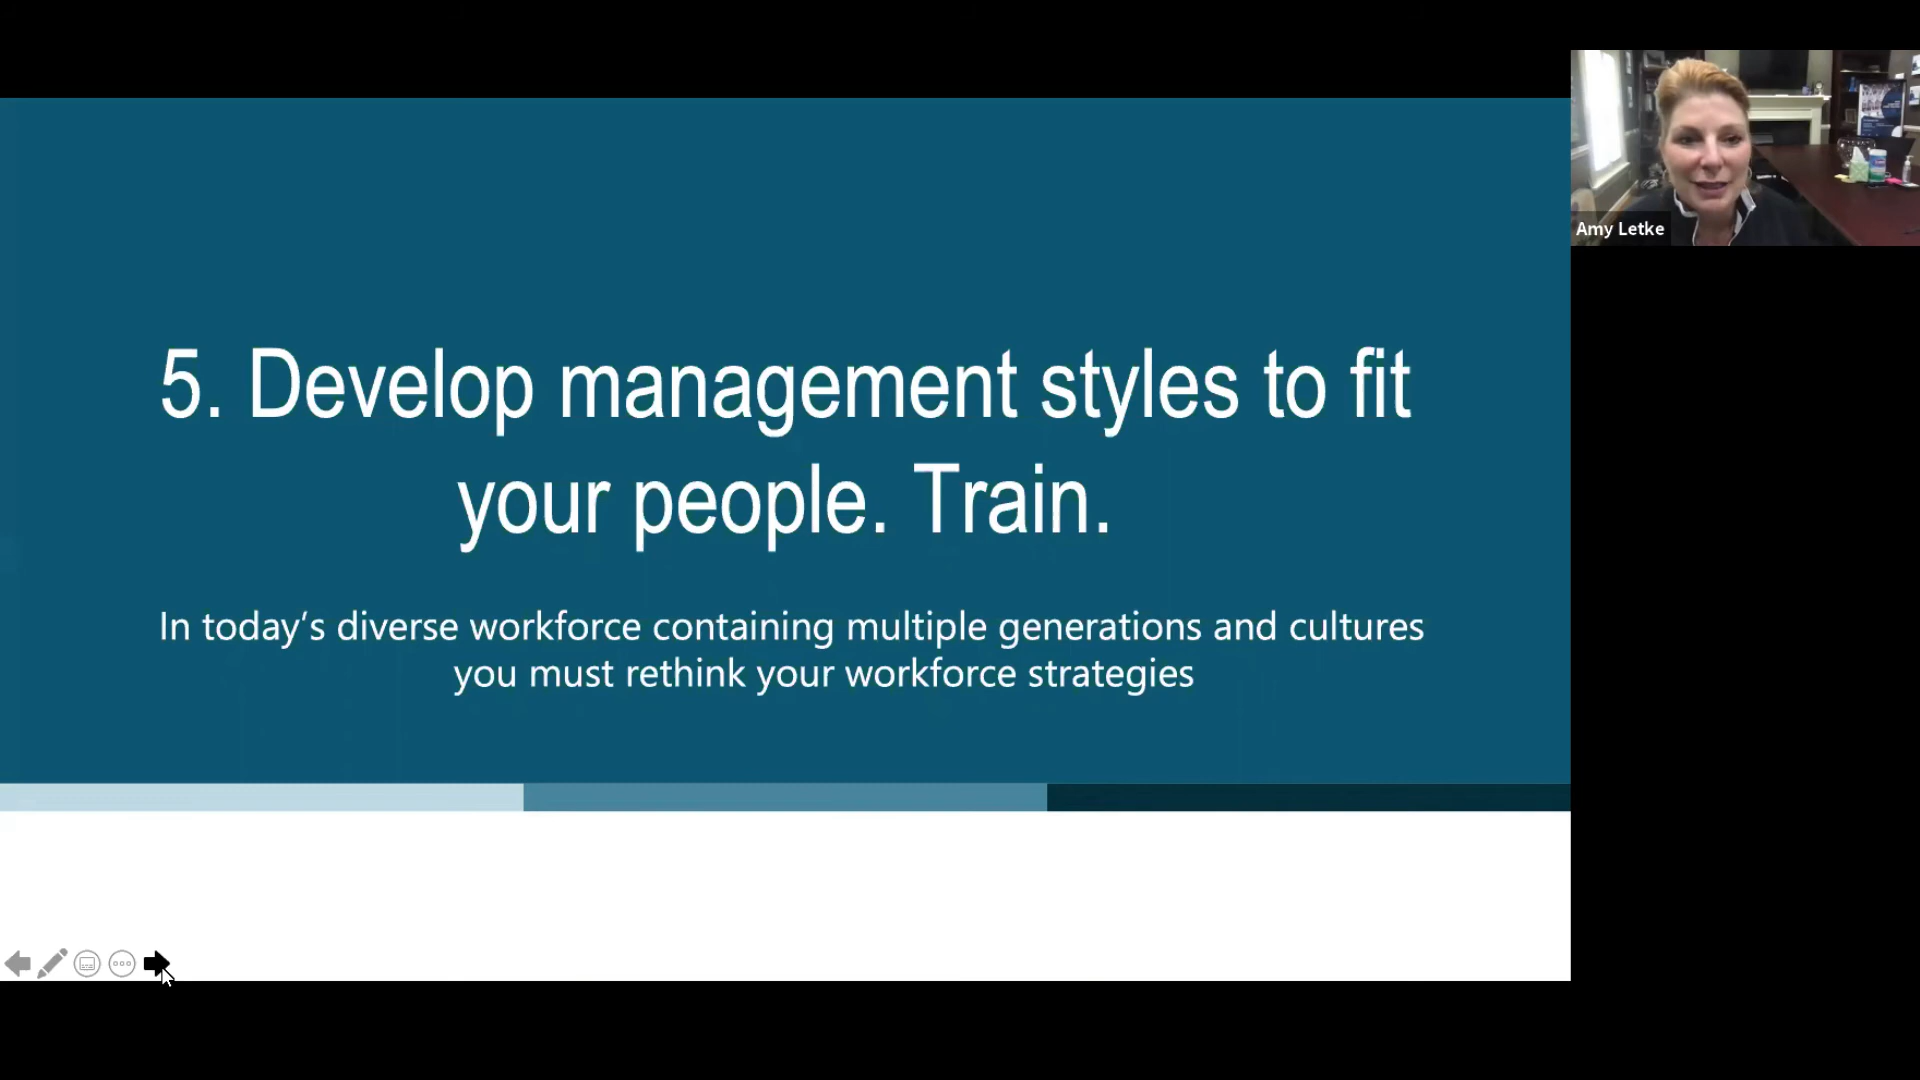 5. Develop management styles to fit
your people. Train.
In today’s diverse workforce containing multiple generations and cultures
you must rethink your workforce strategies
Amy Letke